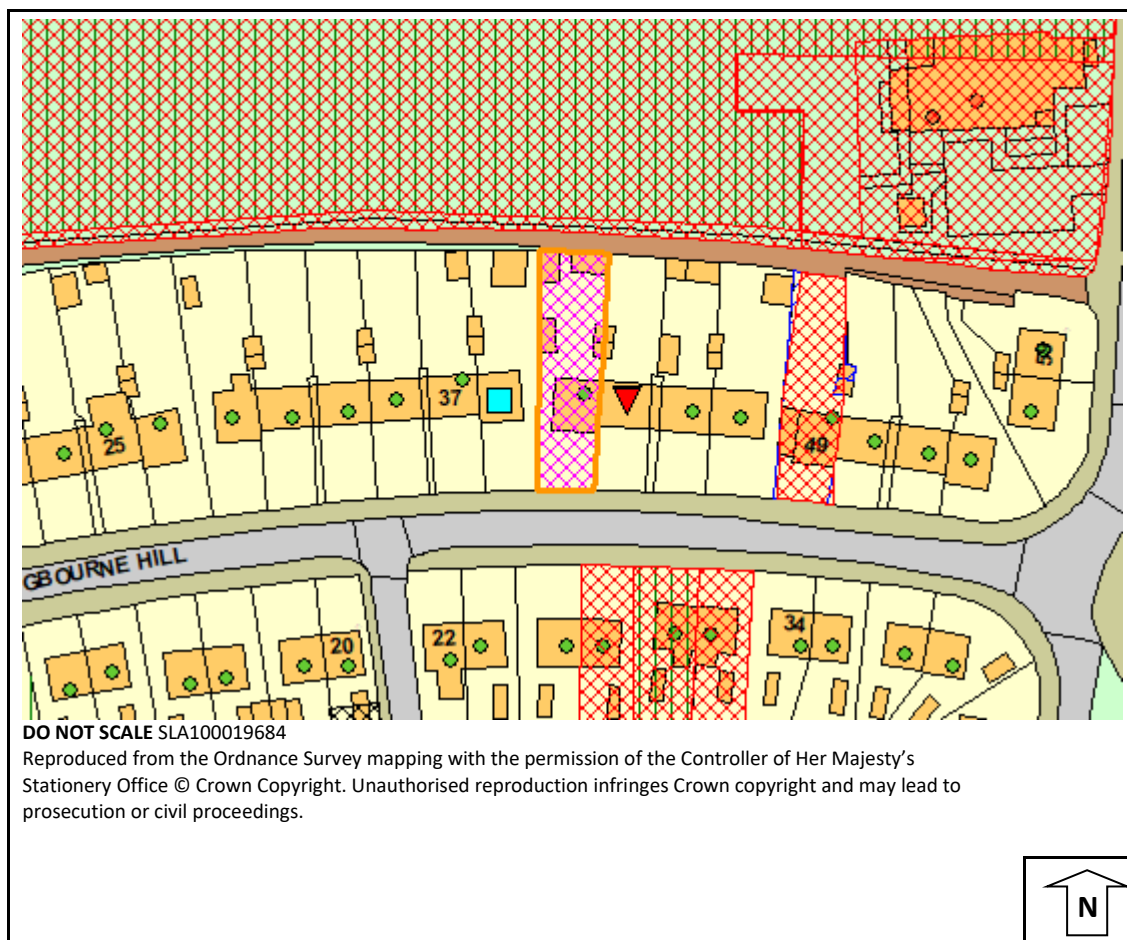 37
25
49
GBOURNE HILL
20
22
34
DO NOT SCALE SLA100019684
Reproduced from the Ordnance Survey mapping with the permission of the Controller of Her Majesty's
Stationery Office © Crown Copyright. Unauthorised reproduction infringes Crown copyright and may lead to
prosecution or civil proceedings.
N